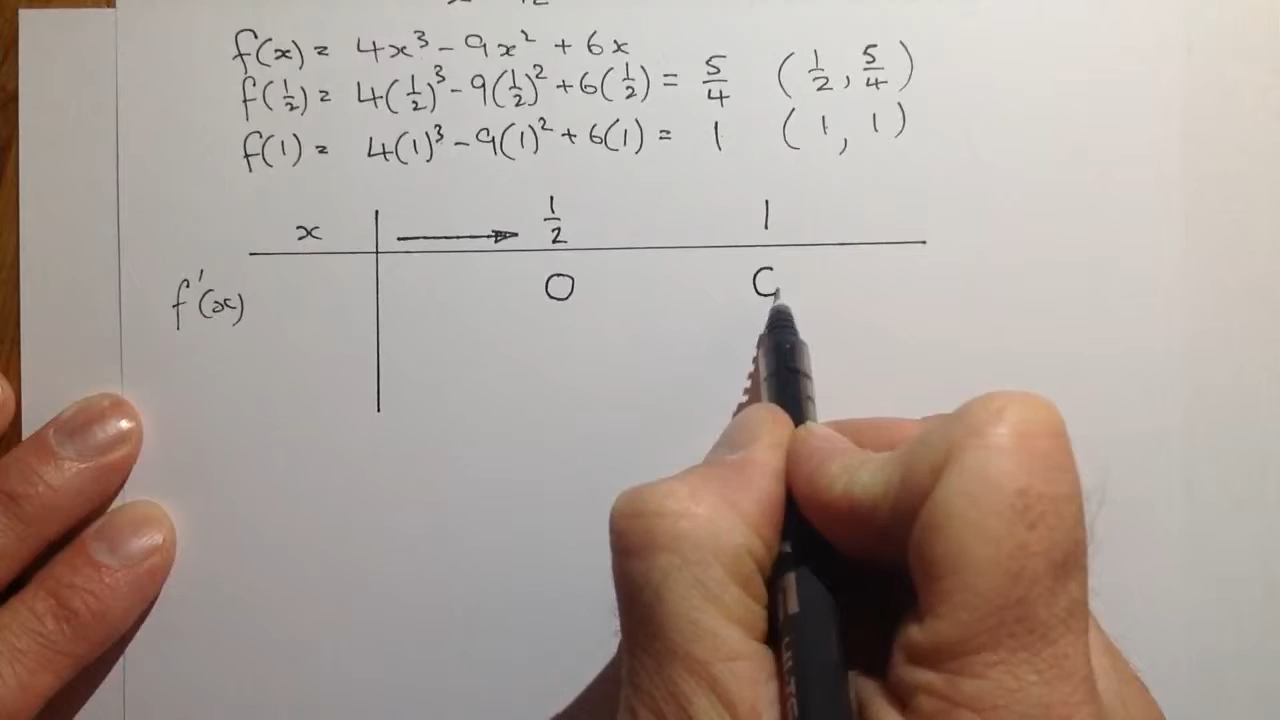 f(x) = 4x³ - 9x² + 6x
f(½) = 4(½)³ - 9(½)² + 6(½) = 5/4 (½, 5/4)
f(1) = 4(1)³ - 9(1)² + 6(1) = 1 (1, 1)
x → ½ 1
f'(x) 0